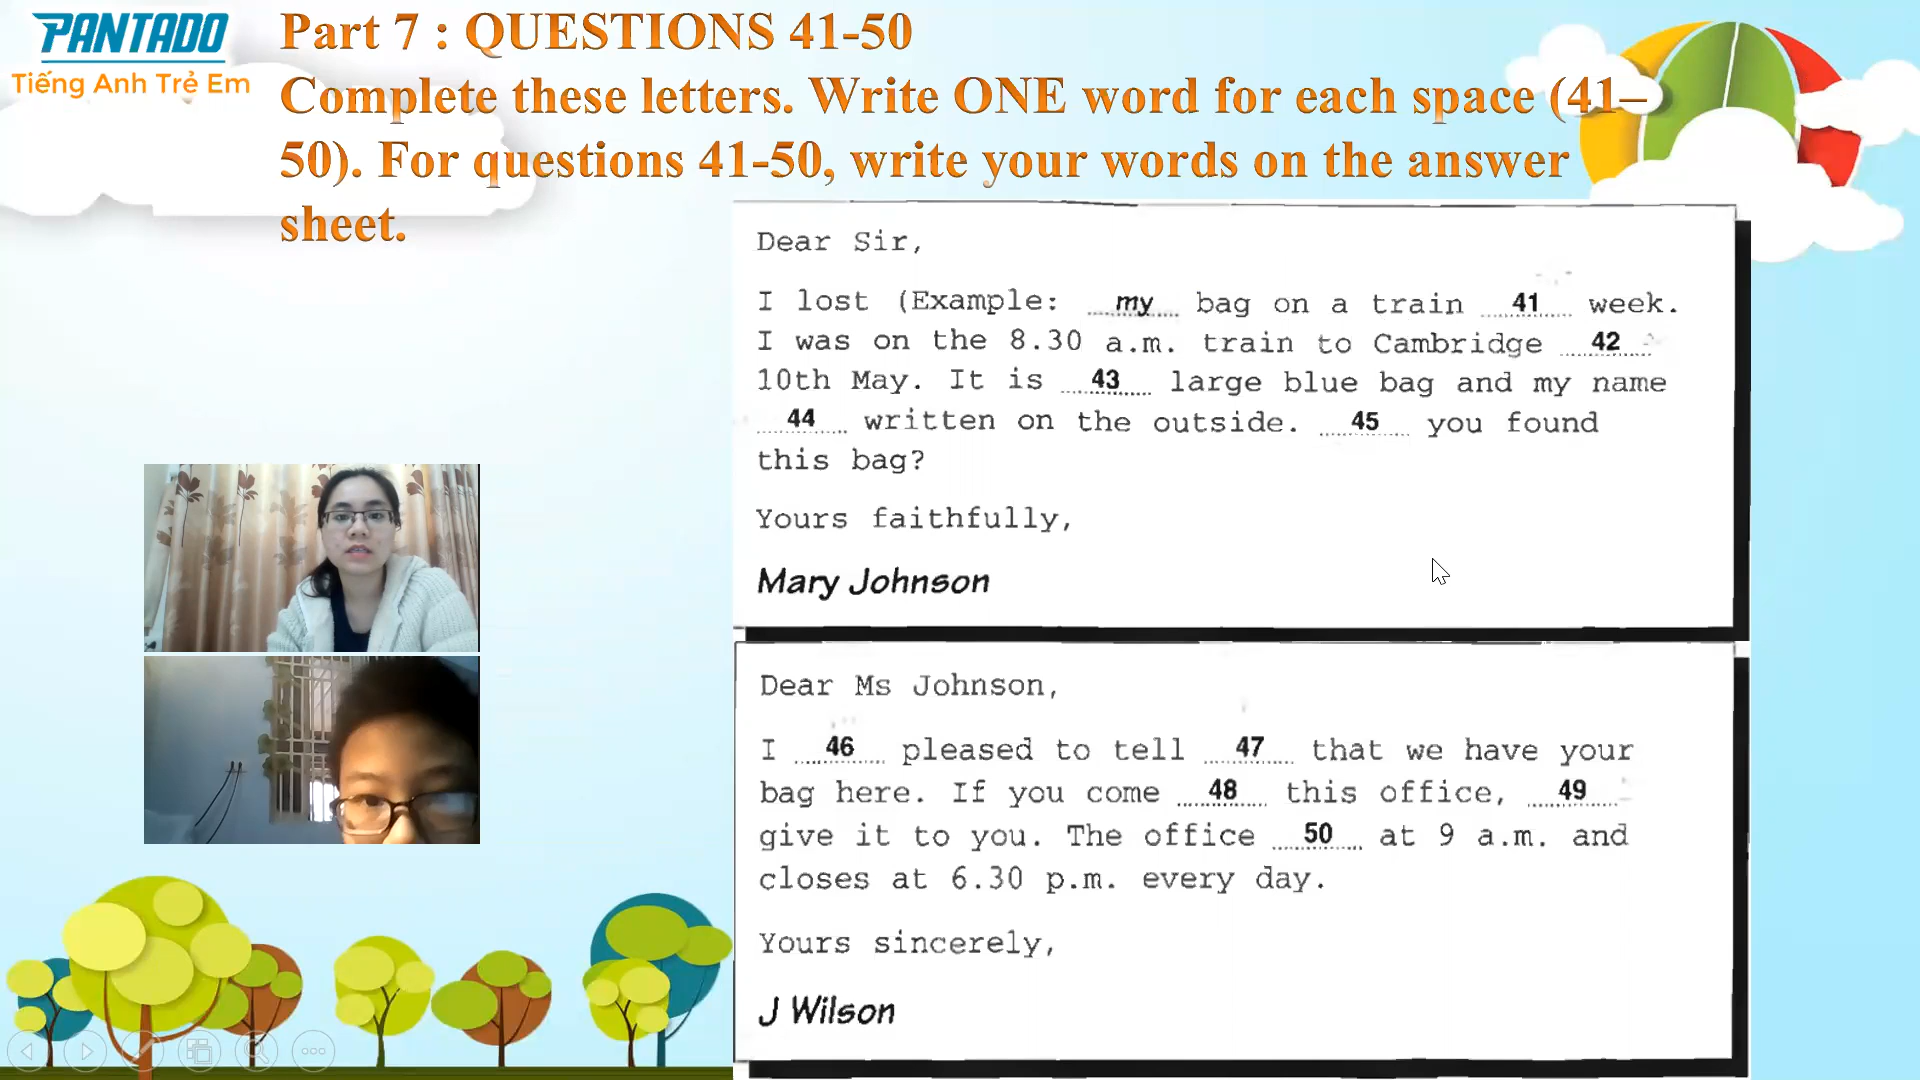 PANTADO
Tiếng Anh Trẻ Em
Part 7 : QUESTIONS 41-50
Complete these letters. Write ONE word for each space (41–
50). For questions 41-50, write your words on the answer
sheet.
Dear Sir,
I lost (Example: my bag on a train 41 week.
I was on the 8.30 a.m. train to Cambridge 42
10th May. It is 43 large blue bag and my name
44 written on the outside. 45 you found
this bag?
Yours faithfully,
Mary Johnson
Dear Ms Johnson,
I 46 pleased to tell 47 that we have your
bag here. If you come 48 this office, 49
give it to you. The office 50 at 9 a.m. and
closes at 6.30 p.m. every day.
Yours sincerely,
J Wilson